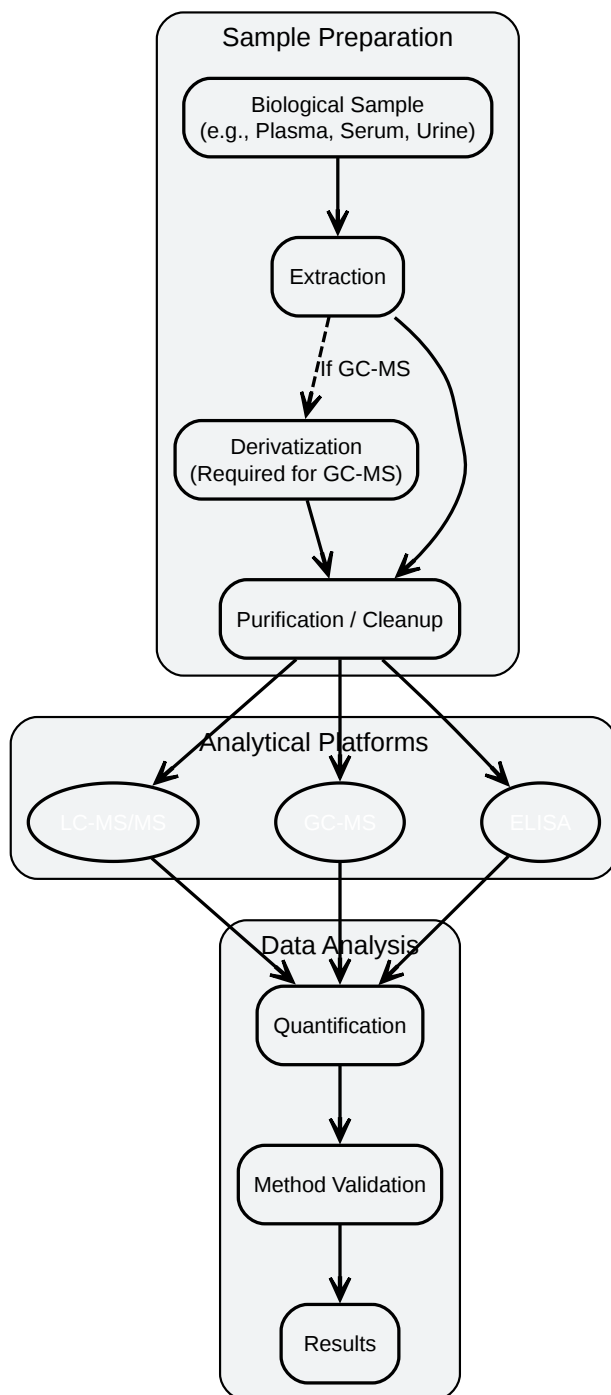 Sample Preparation
Biological Sample
(e.g., Plasma, Serum, Urine)
Extraction
If GC-MS
Derivatization
(Required for GC-MS)
Purification / Cleanup
Analytical Platforms
LC-MS/MS
GC-MS
ELISA
Data Analysis
Quantification
Method Validation
Results